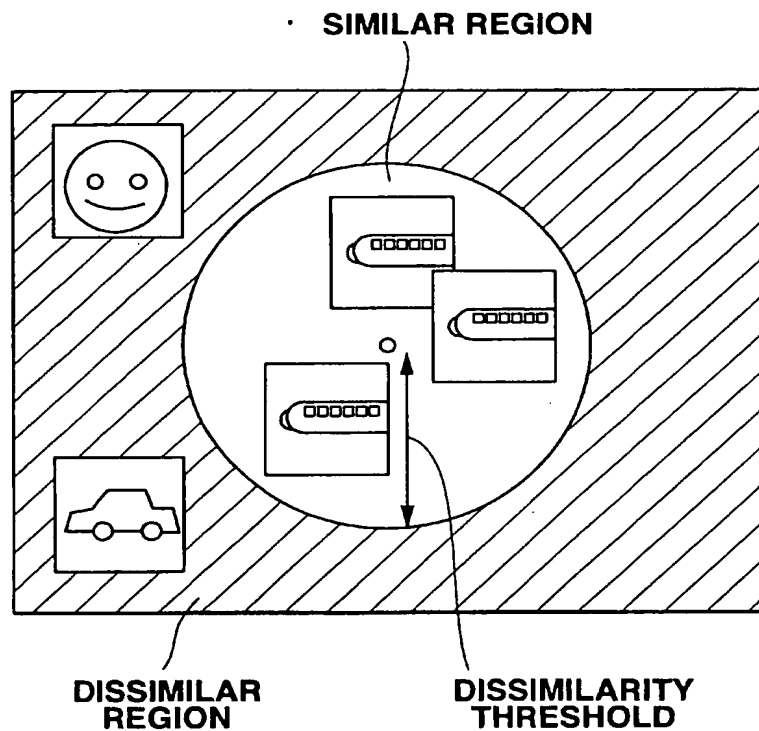 SIMILAR REGION
DISSIMILAR
REGION
DISSIMILARITY
THRESHOLD